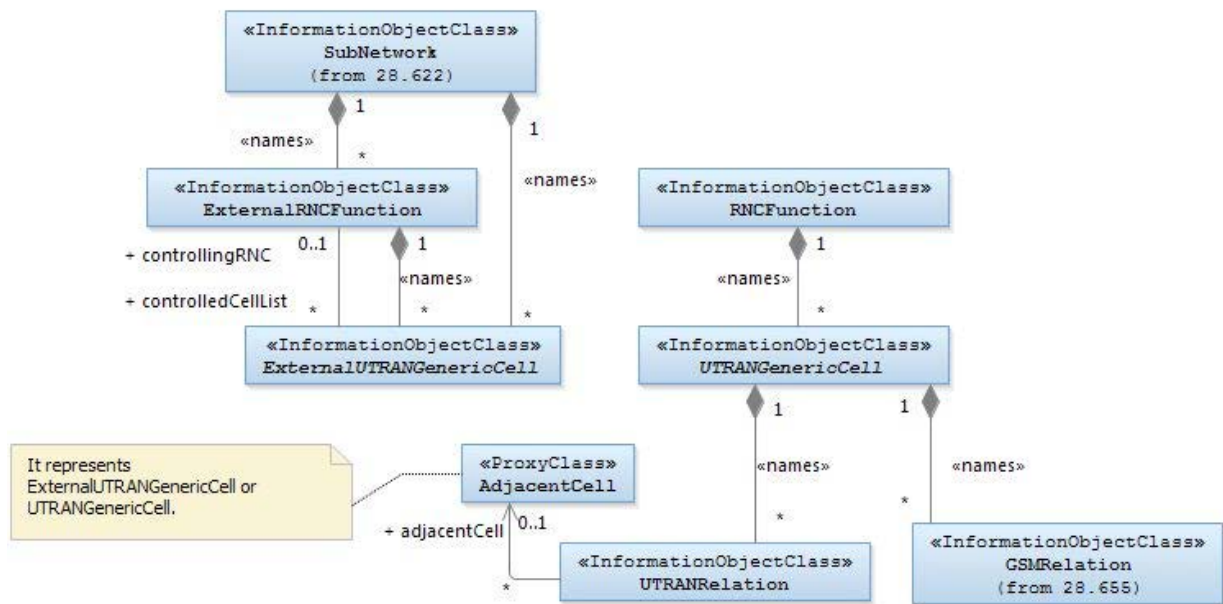 «InformationObjectClass»
SubNetwork
(from 28.622)
1
1
«names»
*
«names»
«InformationObjectClass»
ExternalRNCFunction
«InformationObjectClass»
RNCFunction
0..1
1
1
+ controllingRNC
«names»
«names»
+ controlledCellList
*
*
*
*
«InformationObjectClass»
ExternalUTRANGenericCell
«InformationObjectClass»
UTRANGenericCell
1
1
It represents
ExternalUTRANGenericCell or
UTRANGenericCell.
«ProxyClass»
AdjacentCell
«names»
«names»
+ adjacentCell
0..1
*
*
*
«InformationObjectClass»
UTRANRelation
«InformationObjectClass»
GSMRelation
(from 28.655)